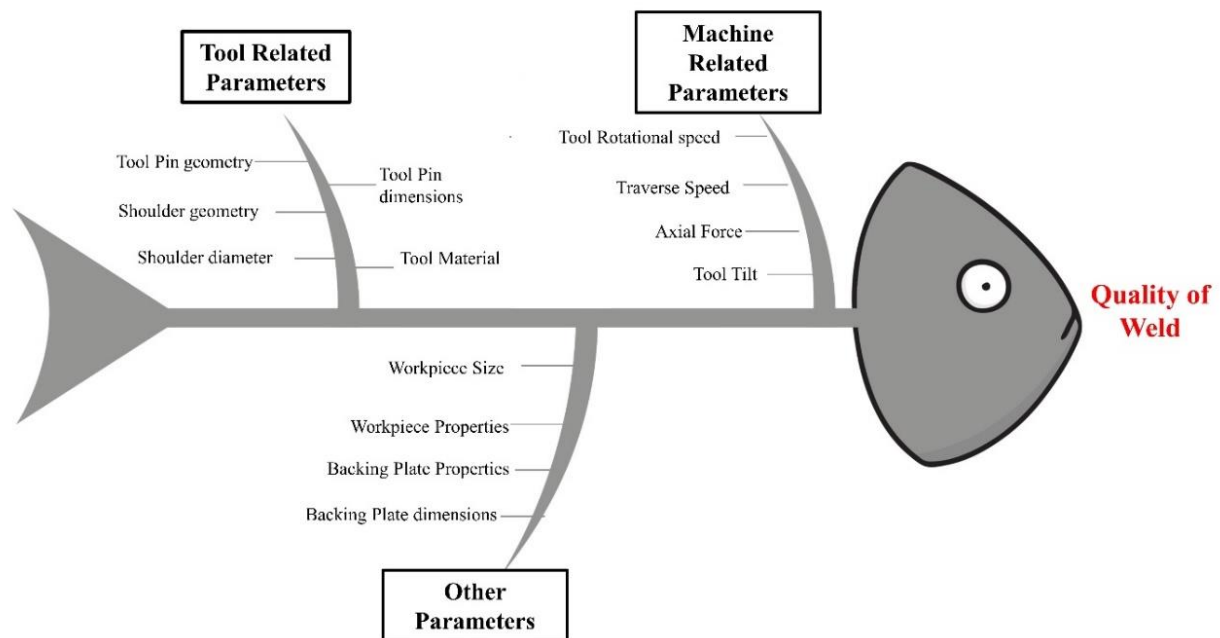 Tool Related
Parameters
Machine
Related
Parameters
Tool Pin geometry
Shoulder geometry
Shoulder diameter
Tool Pin
dimensions
Tool Material
Tool Rotational speed
Traverse Speed
Axial Force
Tool Tilt
Quality of
Weld
Workpiece Size
Workpiece Properties
Backing Plate Properties
Backing Plate dimensions
Other
Parameters